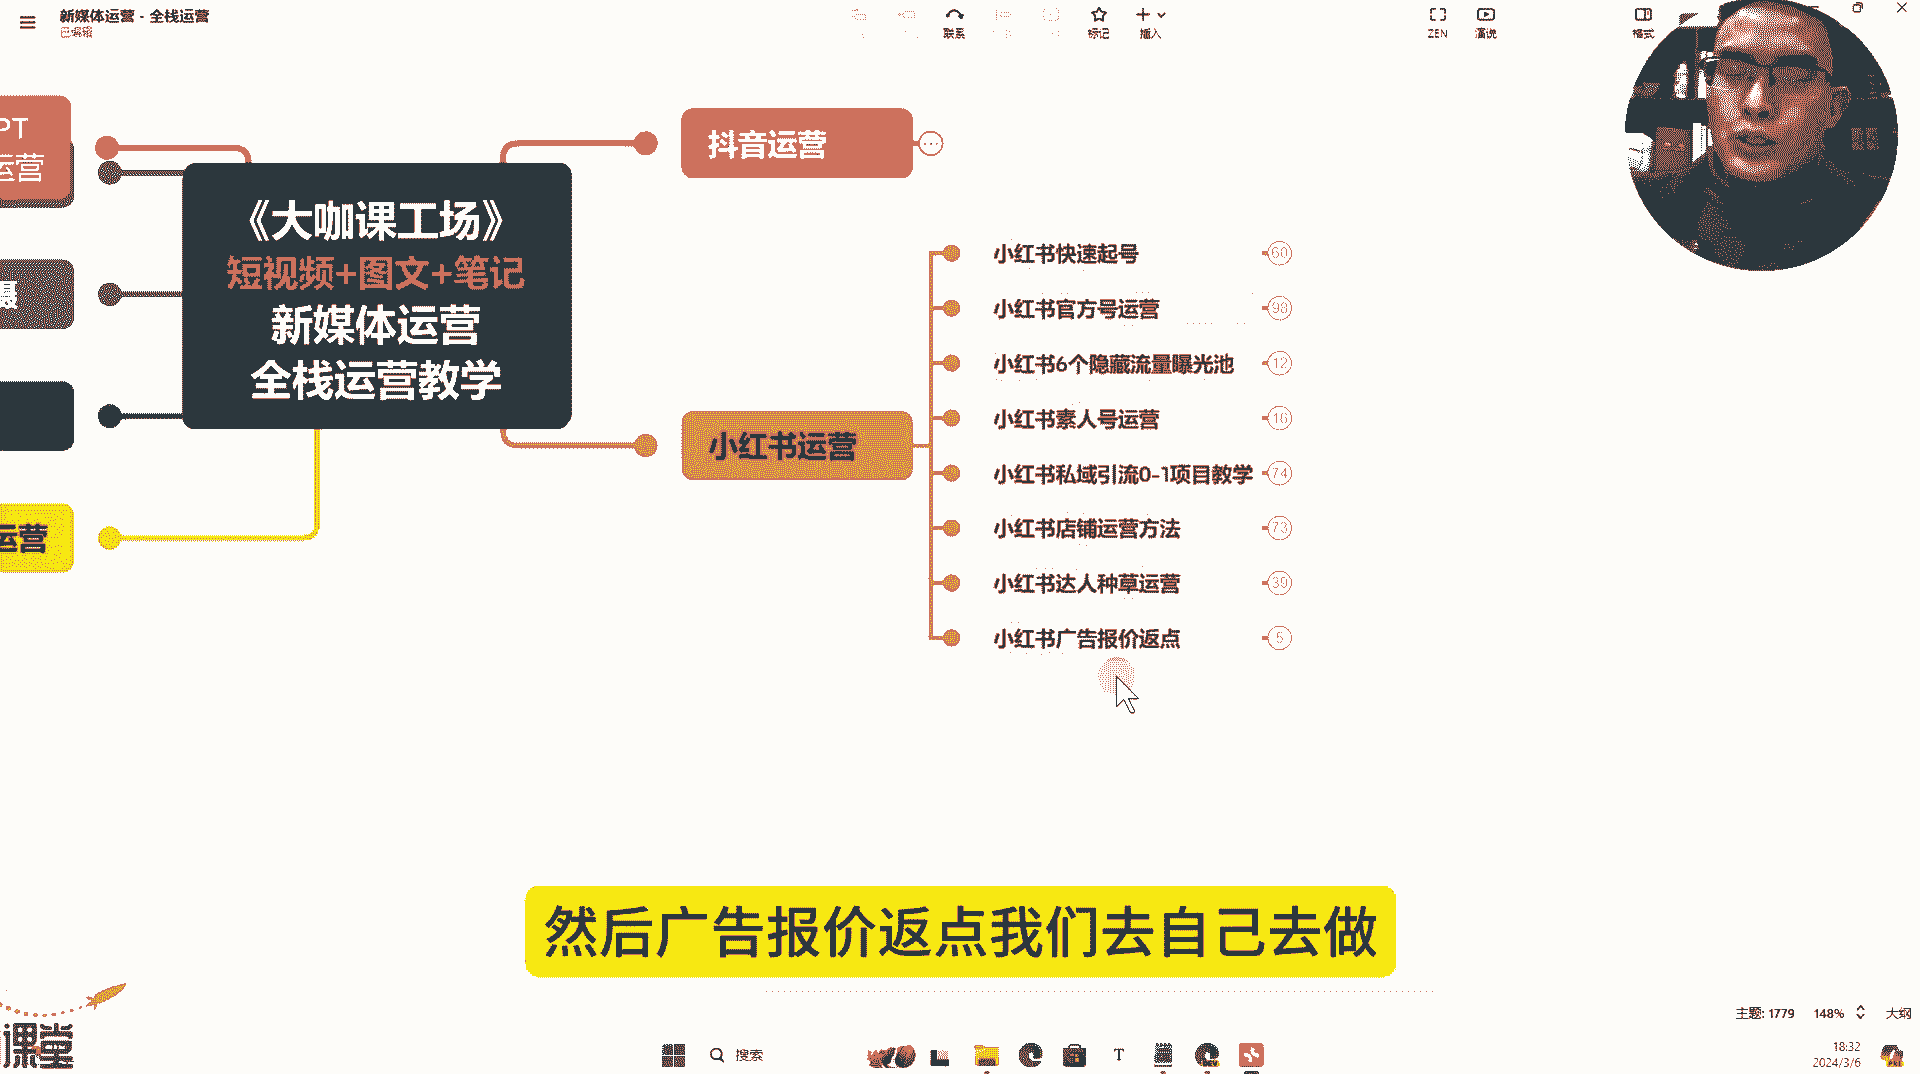 新媒体运营 - 全栈运营
已编辑
联系
标记
插入
ZEN
演说
格式
PT
运营
运营
《大咖课工场》
短视频+图文+笔记
新媒体运营
全栈运营教学
抖音运营
小红书运营
小红书快速起号
60
小红书官方号运营
98
小红书6个隐藏流量曝光池
12
小红书素人号运营
16
小红书私域引流0-1项目教学
74
小红书店铺运营方法
73
小红书达人种草运营
39
小红书广告报价返点
5
然后广告报价返点我们去自己去做
课堂
主题: 1779
148%
大纲
搜索
18:32
2024/3/6